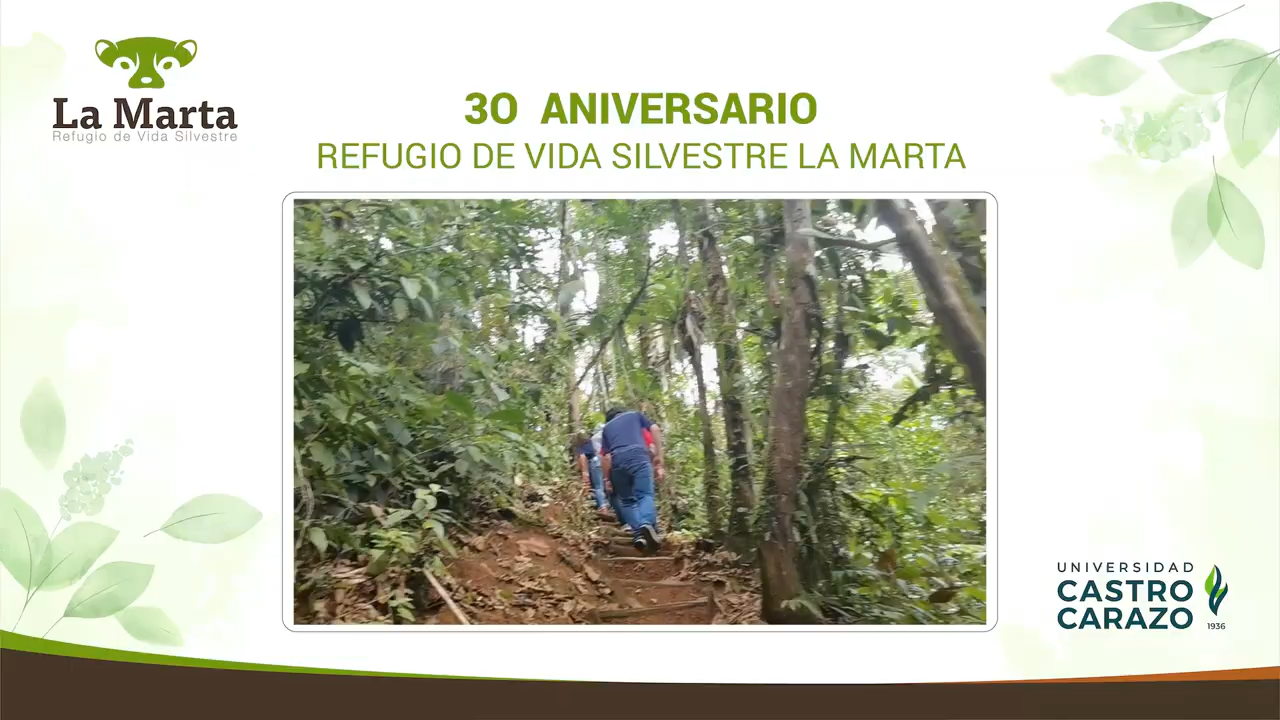 La Marta
Refugio de Vida Silvestre
30 ANIVERSARIO
REFUGIO DE VIDA SILVESTRE LA MARTA
UNIVERSIDAD
CASTRO
CARAZO
1936